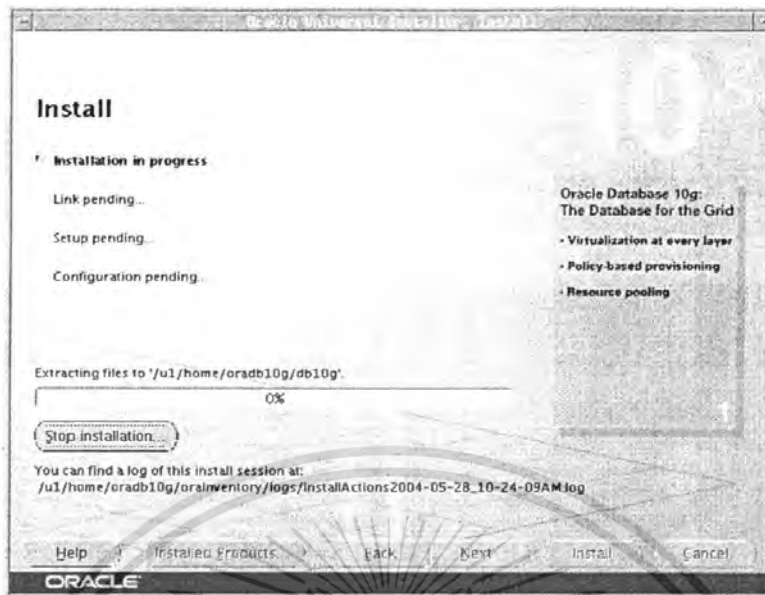 Oracle Universal Installer: Install
Install
Installation in progress
Link pending...
Setup pending...
Configuration pending...
10g
Oracle Database 10g:
The Database for the Grid
- Virtualization at every layer
- Policy-based provisioning
- Resource pooling
Extracting files to '/u1/home/oradb10g/db10g'.
0%
Stop installation...
You can find a log of this install session at:
/u1/home/oradb10g/oraInventory/logs/installActions2004-05-28_10-24-09AM.log
Help
Installed Products...
Back
Next
Install
Cancel
ORACLE